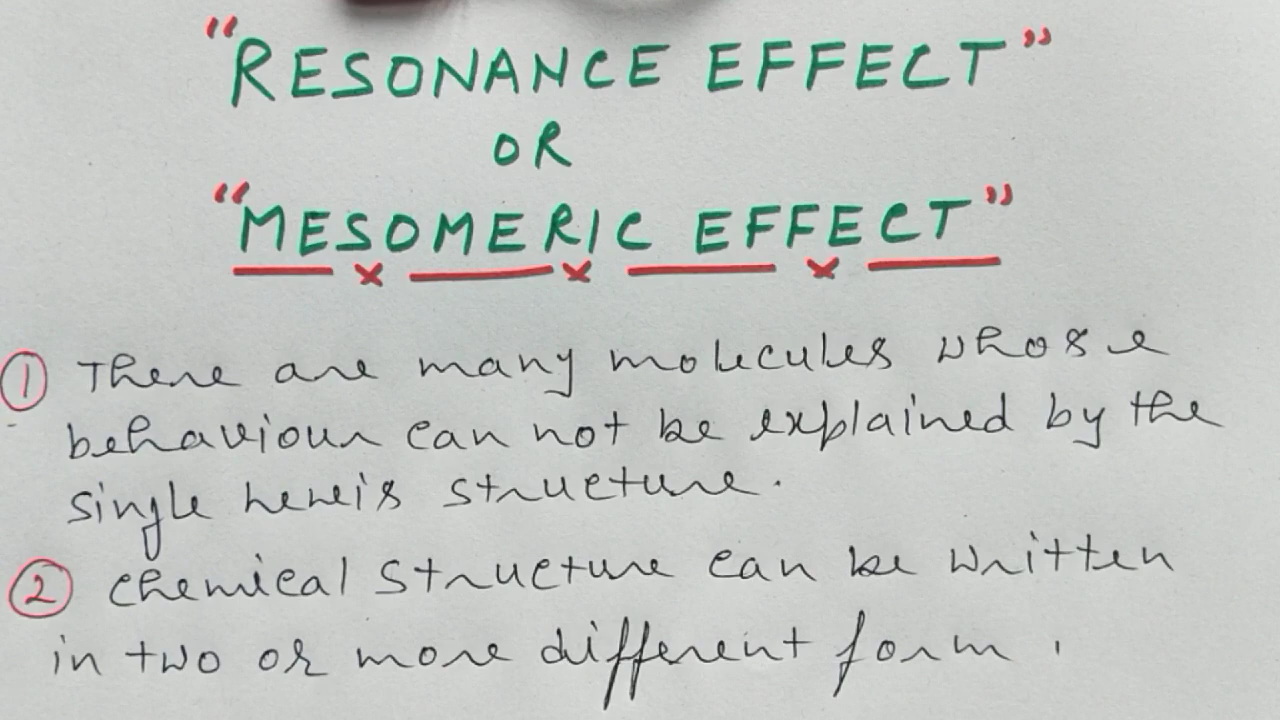 "RESONANCE EFFECT"
OR
"MESOMERIC EFFECT"
① There are many molecules whose
behaviour can not be explained by the
single lewis structure.
② chemical structure can be written
in two or more different form.